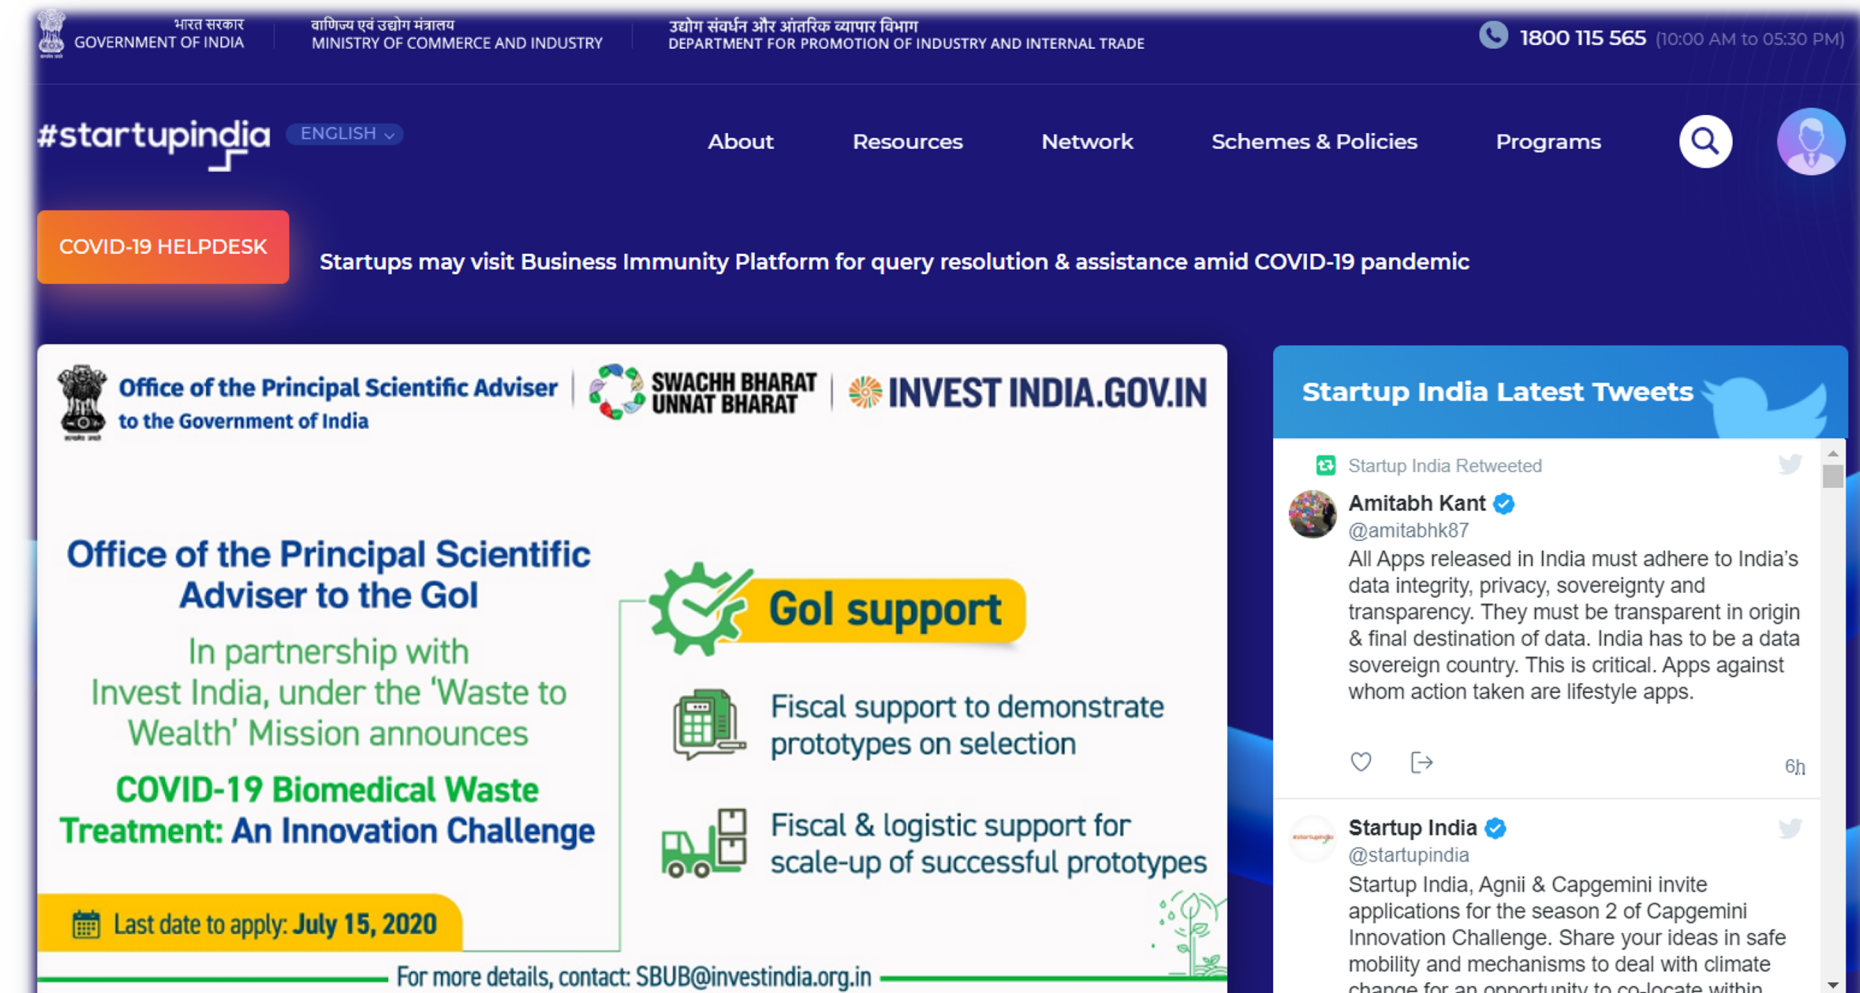 भारत सरकार
GOVERNMENT OF INDIA
वाणिज्य एवं उद्योग मंत्रालय
MINISTRY OF COMMERCE AND INDUSTRY
उद्योग संवर्धन और आंतरिक व्यापार विभाग
DEPARTMENT FOR PROMOTION OF INDUSTRY AND INTERNAL TRADE
1800 115 565 (10:00 AM to 05:30 PM)
#startupindia
ENGLISH
About
Resources
Network
Schemes & Policies
Programs
COVID-19 HELPDESK
Startups may visit Business Immunity Platform for query resolution & assistance amid COVID-19 pandemic
Office of the Principal Scientific Adviser
to the Government of India
SWACHH BHARAT
UNNAT BHARAT
INVEST INDIA.GOV.IN
Office of the Principal Scientific
Adviser to the GoI
In partnership with
Invest India, under the ‘Waste to
Wealth’ Mission announces
COVID-19 Biomedical Waste
Treatment: An Innovation Challenge
Last date to apply: July 15, 2020
GoI support
Fiscal support to demonstrate
prototypes on selection
Fiscal & logistic support for
scale-up of successful prototypes
For more details, contact: SBUB@investindia.org.in
Startup India Latest Tweets
Startup India Retweeted
Amitabh Kant
@amitabhk87
All Apps released in India must adhere to India’s
data integrity, privacy, sovereignty and
transparency. They must be transparent in origin
& final destination of data. India has to be a data
sovereign country. This is critical. Apps against
whom action taken are lifestyle apps.
6h
#startupindia
Startup India
@startupindia
Startup India, Agnii & Capgemini invite
applications for the season 2 of Capgemini
Innovation Challenge. Share your ideas in safe
mobility and mechanisms to deal with climate
change for an opportunity to co-locate within